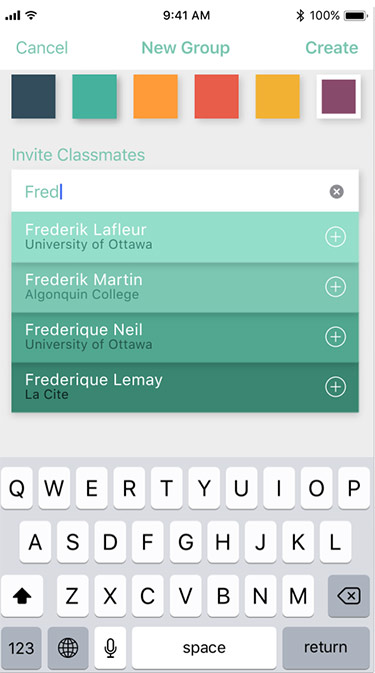 9:41 AM 100%
Cancel New Group Create
Invite Classmates
Fred
Frederik Lafleur
University of Ottawa
Frederik Martin
Algonquin College
Frederique Neil
University of Ottawa
Frederique Lemay
La Cite
Q W E R T Y U I O P
A S D F G H J K L
Z X C V B N M
123 space return